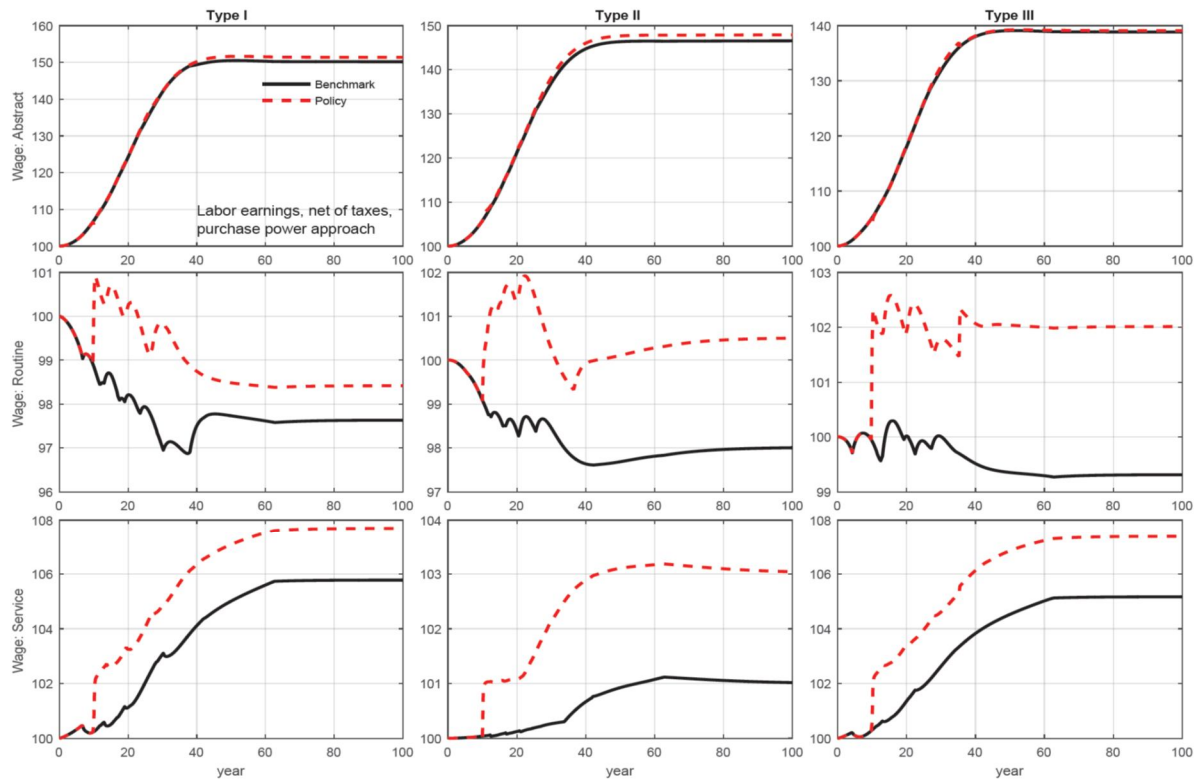 Type I
Type II
Type III
160
150
140
130
120
110
100
Wage: Abstract
Benchmark
Policy
Labor earnings, net of taxes,
purchase power approach
0 20 40 60 80 100
150
140
130
120
110
100
0 20 40 60 80 100
140
130
120
110
100
0 20 40 60 80 100
101
100
99
98
97
96
Wage: Routine
0 20 40 60 80 100
102
101
100
99
98
97
0 20 40 60 80 100
103
102
101
100
99
0 20 40 60 80 100
108
106
104
102
100
Wage: Service
0 20 40 60 80 100
year
104
103
102
101
100
0 20 40 60 80 100
year
108
106
104
102
100
0 20 40 60 80 100
year